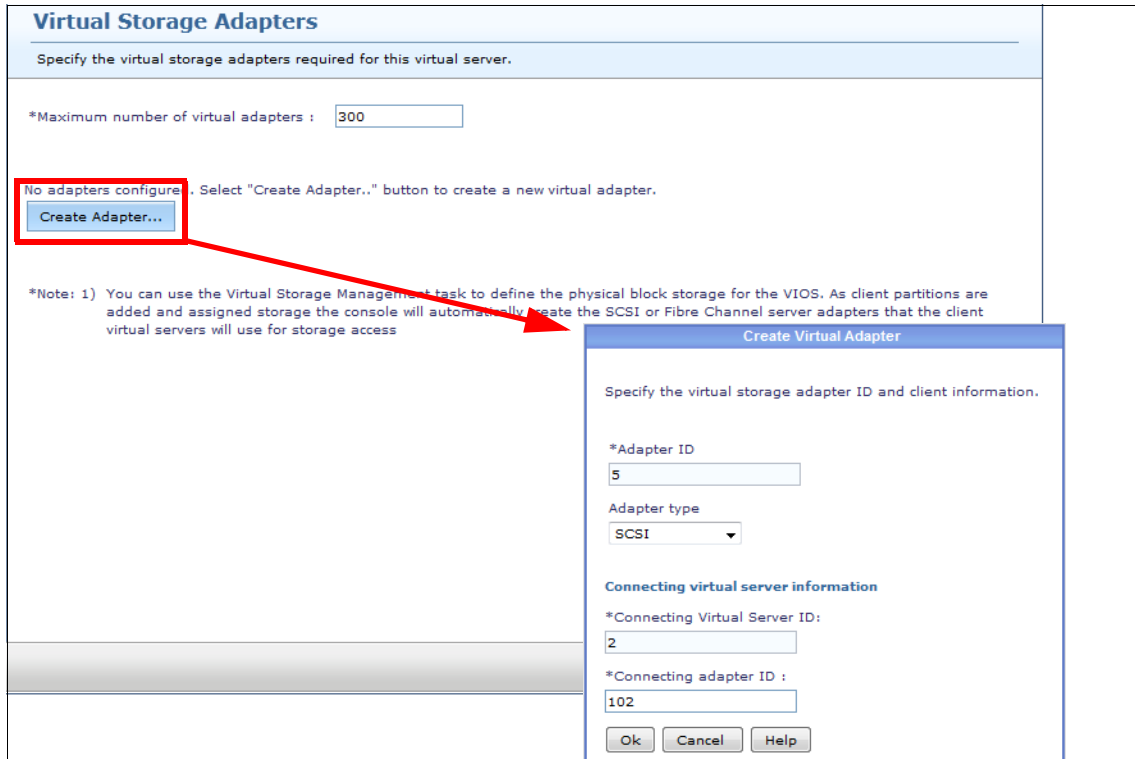 Virtual Storage Adapters
Specify the virtual storage adapters required for this virtual server.
*Maximum number of virtual adapters :
300
No adapters configured. Select "Create Adapter.." button to create a new virtual adapter.
Create Adapter...
*Note: 1) You can use the Virtual Storage Management task to define the physical block storage for the VIOS. As client partitions are
added and assigned storage the console will automatically create the SCSI or Fibre Channel server adapters that the client
virtual servers will use for storage access
Create Virtual Adapter
Specify the virtual storage adapter ID and client information.
*Adapter ID
5
Adapter type
SCSI
Connecting virtual server information
*Connecting Virtual Server ID:
2
*Connecting adapter ID :
102
Ok Cancel Help